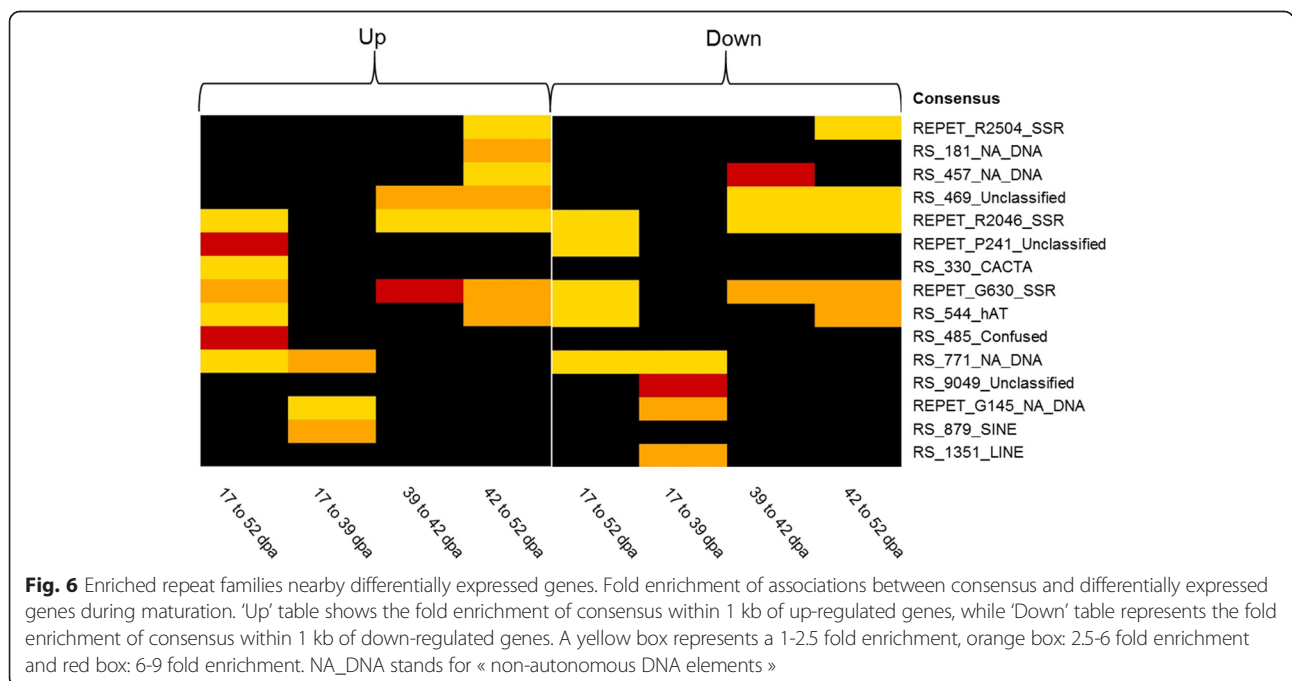 Up
Down
Consensus
REPET_R2504_SSR
RS_181_NA_DNA
RS_457_NA_DNA
RS_469_Unclassified
REPET_R2046_SSR
REPET_P241_Unclassified
RS_330_CACTA
REPET_G630_SSR
RS_544_hAT
RS_485_Confused
RS_771_NA_DNA
RS_9049_Unclassified
REPET_G145_NA_DNA
RS_879_SINE
RS_1351_LINE
17 to 52 dpa
17 to 39 dpa
39 to 42 dpa
42 to 52 dpa
17 to 52 dpa
17 to 39 dpa
39 to 42 dpa
42 to 52 dpa
Fig. 6 Enriched repeat families nearby differentially expressed genes. Fold enrichment of associations between consensus and differentially expressed
genes during maturation. ‘Up’ table shows the fold enrichment of consensus within 1 kb of up-regulated genes, while ‘Down’ table represents the fold
enrichment of consensus within 1 kb of down-regulated genes. A yellow box represents a 1-2.5 fold enrichment, orange box: 2.5-6 fold enrichment
and red box: 6-9 fold enrichment. NA_DNA stands for « non-autonomous DNA elements »